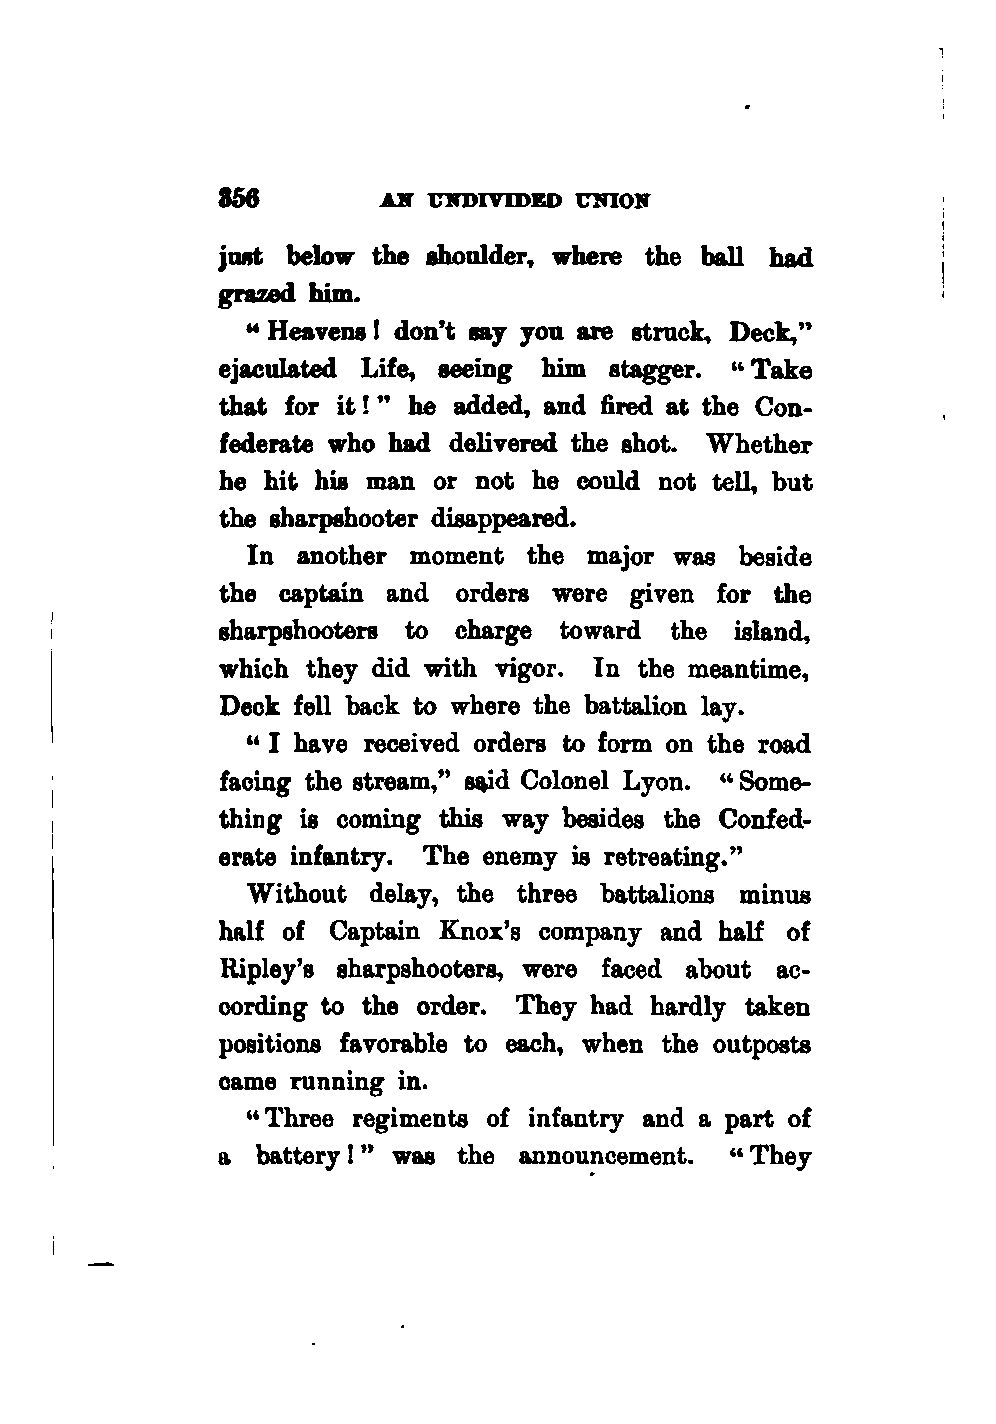 356 AN UNDIVIDED UNION
just below the shoulder, where the ball had
grazed him.
"Heavens! don't say you are struck, Deck,"
ejaculated Life, seeing him stagger. "Take
that for it!" he added, and fired at the Con-
federate who had delivered the shot. Whether
he hit his man or not he could not tell, but
the sharpshooter disappeared.
In another moment the major was beside
the captain and orders were given for the
sharpshooters to charge toward the island,
which they did with vigor. In the meantime,
Deck fell back to where the battalion lay.
"I have received orders to form on the road
facing the stream," said Colonel Lyon. "Some-
thing is coming this way besides the Confed-
erate infantry. The enemy is retreating."
Without delay, the three battalions minus
half of Captain Knox's company and half of
Ripley's sharpshooters, were faced about ac-
cording to the order. They had hardly taken
positions favorable to each, when the outposts
came running in.
"Three regiments of infantry and a part of
a battery!" was the announcement. "They